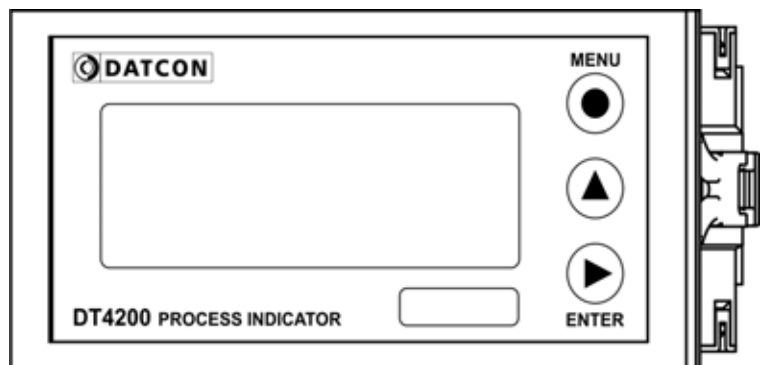 DATCON
MENU
DT4200 PROCESS INDICATOR
ENTER